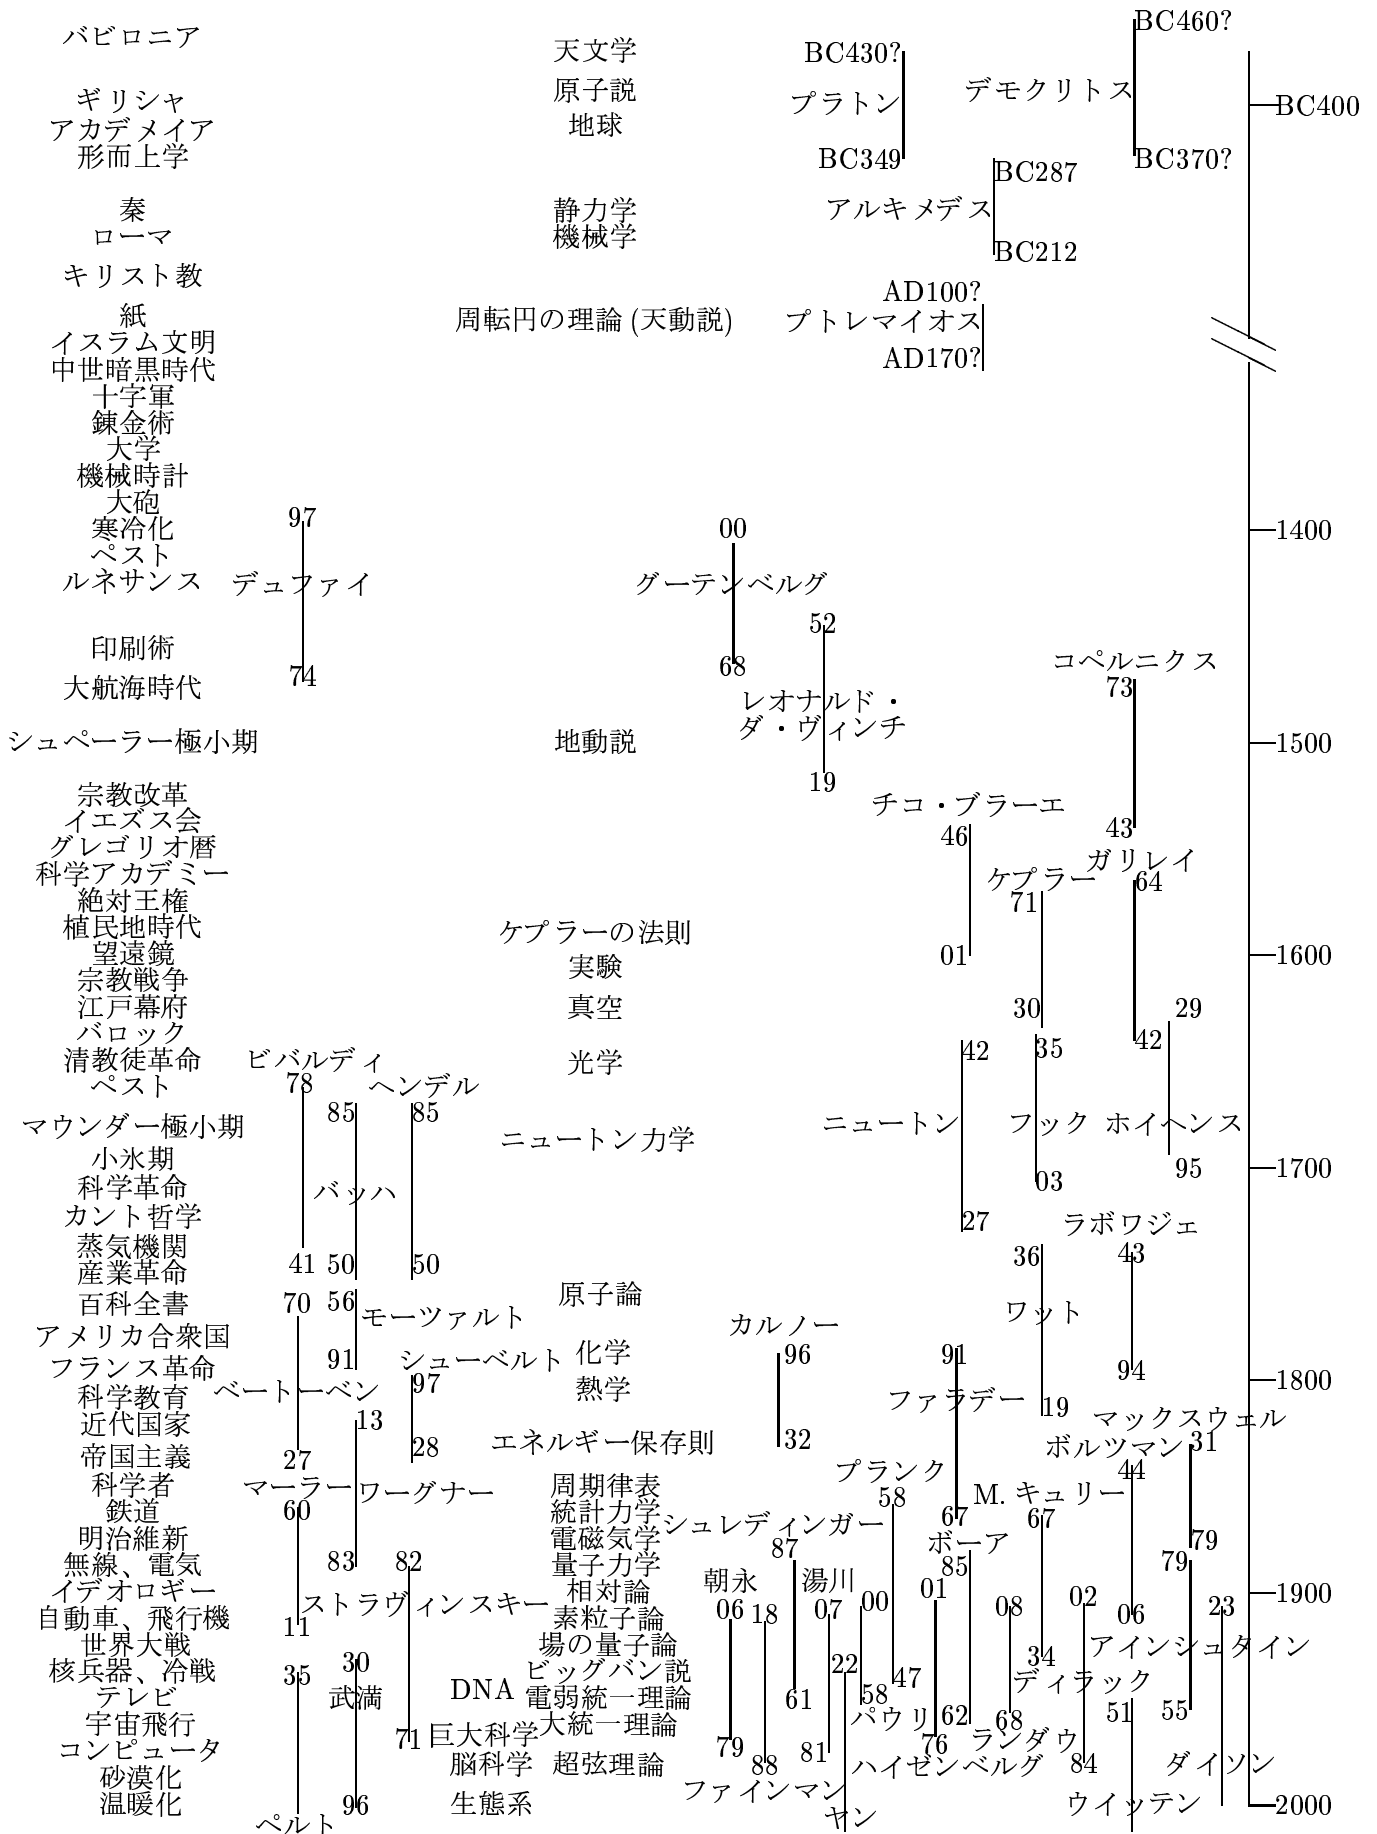 バビロニア 天文学 BC430? BC460?
ギリシャ 原子説 プラトン デモクリトス BC400
アカデメイア 地球
形而上学 BC349 BC287 BC370?
秦 静力学 アルキメデス
ローマ 機械学 BC212
キリスト教 AD100?
紙 周転円の理論 (天動説) プトレマイオス
イスラム文明
中世暗黒時代 AD170?
十字軍
錬金術
大学
機械時計
大砲
97
寒冷化 00 1400
ペスト
ルネサンス デュファイ グーテンベルグ
52
印刷術 68 コペルニクス
大航海時代 74 73
レオナルド・
ダ・ヴィンチ
シュペーラー極小期 地動説 1500
19
宗教改革 チコ・ブラーエ
イエズス会 46 43
グレゴリオ暦 ガリレイ
科学アカデミー ケプラー 64
絶対王権 71
植民地時代 ケプラーの法則
望遠鏡 01 1600
宗教戦争 実験
江戸幕府 真空 30 29
バロック 42
清教徒革命 ビバルディ 光学 42 35
ペスト 78 ヘンデル
85 85
マウンダー極小期 ニュートン力学 ニュートン フック ホイヘンス
小氷期 95 1700
科学革命 バッハ 03
カント哲学 27 ラボワジェ
蒸気機関 36 43
産業革命 41 50 50
百科全書 70 56 原子論 ワット
アメリカ合衆国 モーツァルト カルノー
フランス革命 91 シューベルト 化学 96 91 94
科学教育 ベートーベン 97 熱学 ファラデー 19 1800
近代国家 13 マックスウェル
帝国主義 27 28 エネルギー保存則 32 ボルツマン 31
科学者 マーラー ワーグナー 周期律表 プランク 58 M. キュリー 44
鉄道 60 統計力学 67 67
明治維新 電磁気学 シュレディンガー ボーア 79
無線、電気 83 82 量子力学 87 85 79
イデオロギー 相対論 朝永 湯川 01 02 1900
自動車、飛行機 11 ストラヴィンスキー 素粒子論 06 18 07 00 08 06 23
世界大戦 場の量子論 アインシュタイン
核兵器、冷戦 35 30 ビッグバン説 22 47 34 ディラック
テレビ 武満 DNA 電弱統一理論 61 58
宇宙飛行 71 巨大科学 大統一理論 パウリ 62 68 51 55
コンピュータ 79 81 76 ランダウ
砂漠化 脳科学 超弦理論 88 ハイゼンベルグ 84 ダイソン
温暖化 96 生態系 ファインマン ウイッテン 2000
ペルト ヤン